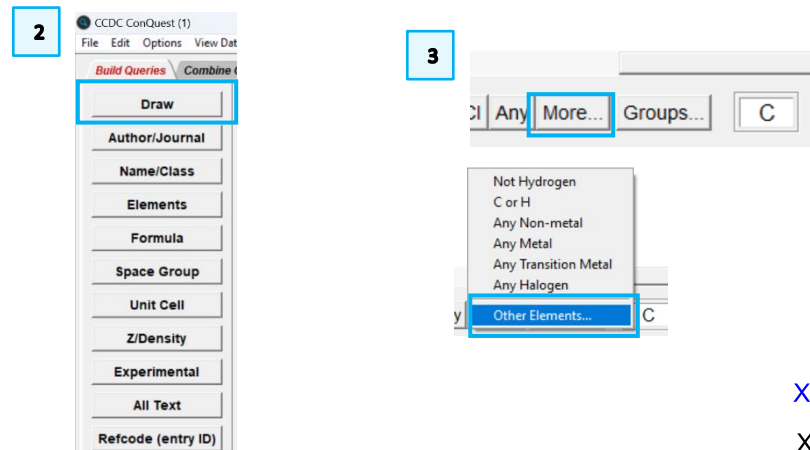 2
CCDC ConQuest (1)
File Edit Options View Dat
Build Queries Combine
Draw
Author/Journal
Name/Class
Elements
Formula
Space Group
Unit Cell
Z/Density
Experimental
All Text
Refcode (entry ID)
3
Cl Any More... Groups... C
Not Hydrogen
C or H
Any Non-metal
Any Metal
Any Transition Metal
Any Halogen
Other Elements...
y C
X
X